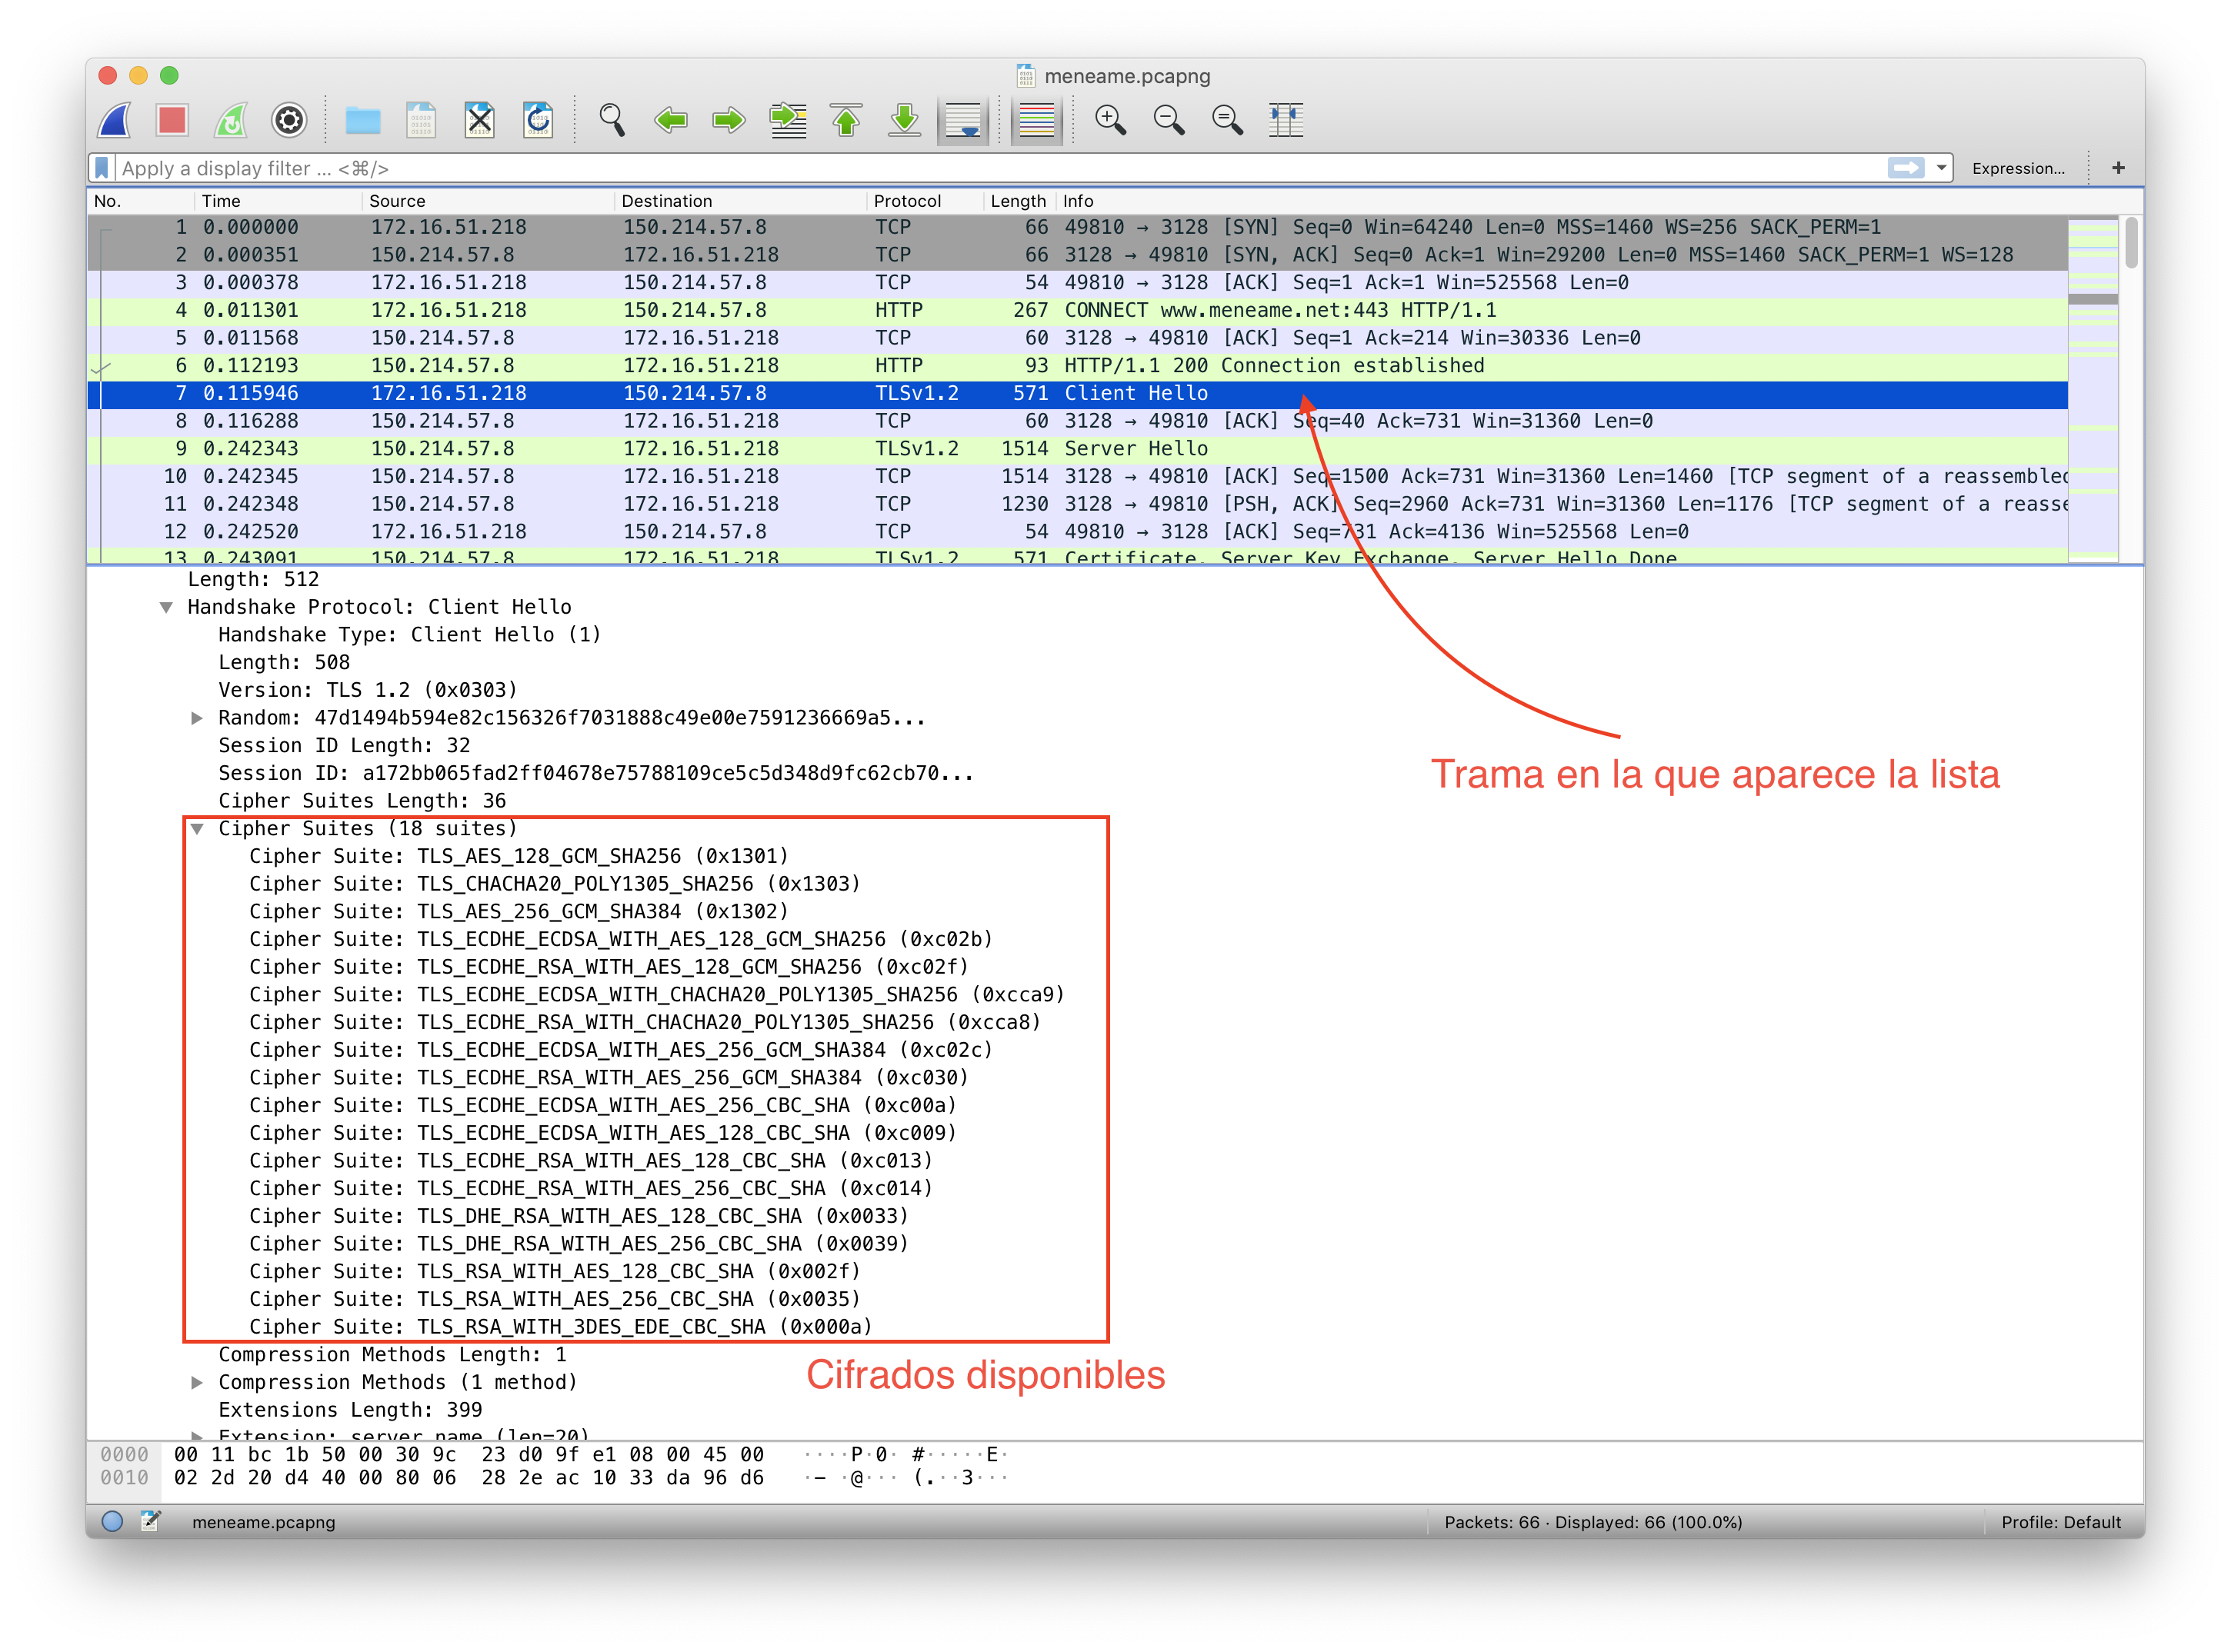 meneame.pcapng
Apply a display filter ... <⌘/>
Expression...
+
No. Time Source Destination Protocol Length Info
1 0.000000 172.16.51.218 150.214.57.8 TCP 66 49810 → 3128 [SYN] Seq=0 Win=64240 Len=0 MSS=1460 WS=256 SACK_PERM=1
2 0.000351 150.214.57.8 172.16.51.218 TCP 66 3128 → 49810 [SYN, ACK] Seq=0 Ack=1 Win=29200 Len=0 MSS=1460 SACK_PERM=1 WS=128
3 0.000378 172.16.51.218 150.214.57.8 TCP 54 49810 → 3128 [ACK] Seq=1 Ack=1 Win=525568 Len=0
4 0.011301 172.16.51.218 150.214.57.8 HTTP 267 CONNECT www.meneame.net:443 HTTP/1.1
5 0.011568 150.214.57.8 172.16.51.218 TCP 60 3128 → 49810 [ACK] Seq=1 Ack=214 Win=30336 Len=0
6 0.112193 150.214.57.8 172.16.51.218 HTTP 93 HTTP/1.1 200 Connection established
7 0.115946 172.16.51.218 150.214.57.8 TLSv1.2 571 Client Hello
8 0.116288 150.214.57.8 172.16.51.218 TCP 60 3128 → 49810 [ACK] Seq=40 Ack=731 Win=31360 Len=0
9 0.242343 150.214.57.8 172.16.51.218 TLSv1.2 1514 Server Hello
10 0.242345 150.214.57.8 172.16.51.218 TCP 1514 3128 → 49810 [ACK] Seq=1500 Ack=731 Win=31360 Len=1460 [TCP segment of a reassembled
11 0.242348 150.214.57.8 172.16.51.218 TCP 1230 3128 → 49810 [PSH, ACK] Seq=2960 Ack=731 Win=31360 Len=1176 [TCP segment of a reasse
12 0.242520 172.16.51.218 150.214.57.8 TCP 54 49810 → 3128 [ACK] Seq=731 Ack=4136 Win=525568 Len=0
13 0.243091 150.214.57.8 172.16.51.218 TLSv1.2 571 Certificate, Server Key Exchange, Server Hello Done
Length: 512
Handshake Protocol: Client Hello
Handshake Type: Client Hello (1)
Length: 508
Version: TLS 1.2 (0x0303)
Random: 47d1494b594e82c156326f7031888c49e00e7591236669a5...
Session ID Length: 32
Session ID: a172bb065fad2ff04678e75788109ce5c5d348d9fc62cb70...
Trama en la que aparece la lista
Cipher Suites Length: 36
Cipher Suites (18 suites)
Cipher Suite: TLS_AES_128_GCM_SHA256 (0x1301)
Cipher Suite: TLS_CHACHA20_POLY1305_SHA256 (0x1303)
Cipher Suite: TLS_AES_256_GCM_SHA384 (0x1302)
Cipher Suite: TLS_ECDHE_ECDSA_WITH_AES_128_GCM_SHA256 (0xc02b)
Cipher Suite: TLS_ECDHE_RSA_WITH_AES_128_GCM_SHA256 (0xc02f)
Cipher Suite: TLS_ECDHE_ECDSA_WITH_CHACHA20_POLY1305_SHA256 (0xcca9)
Cipher Suite: TLS_ECDHE_RSA_WITH_CHACHA20_POLY1305_SHA256 (0xcca8)
Cipher Suite: TLS_ECDHE_ECDSA_WITH_AES_256_GCM_SHA384 (0xc02c)
Cipher Suite: TLS_ECDHE_RSA_WITH_AES_256_GCM_SHA384 (0xc030)
Cipher Suite: TLS_ECDHE_ECDSA_WITH_AES_256_CBC_SHA (0xc00a)
Cipher Suite: TLS_ECDHE_ECDSA_WITH_AES_128_CBC_SHA (0xc009)
Cipher Suite: TLS_ECDHE_RSA_WITH_AES_128_CBC_SHA (0xc013)
Cipher Suite: TLS_ECDHE_RSA_WITH_AES_256_CBC_SHA (0xc014)
Cipher Suite: TLS_DHE_RSA_WITH_AES_128_CBC_SHA (0x0033)
Cipher Suite: TLS_DHE_RSA_WITH_AES_256_CBC_SHA (0x0039)
Cipher Suite: TLS_RSA_WITH_AES_128_CBC_SHA (0x002f)
Cipher Suite: TLS_RSA_WITH_AES_256_CBC_SHA (0x0035)
Cipher Suite: TLS_RSA_WITH_3DES_EDE_CBC_SHA (0x000a)
Compression Methods Length: 1
Cifrados disponibles
Compression Methods (1 method)
Extensions Length: 399
Extension: server_name (len=20)
0000 00 11 bc 1b 50 00 30 9c 23 d0 9f e1 08 00 45 00 ····P·0· #·····E·
0010 02 2d 20 d4 40 00 80 06 28 2e ac 10 33 da 96 d6 ·- ·@··· (.··3···
meneame.pcapng
Packets: 66 · Displayed: 66 (100.0%)
Profile: Default